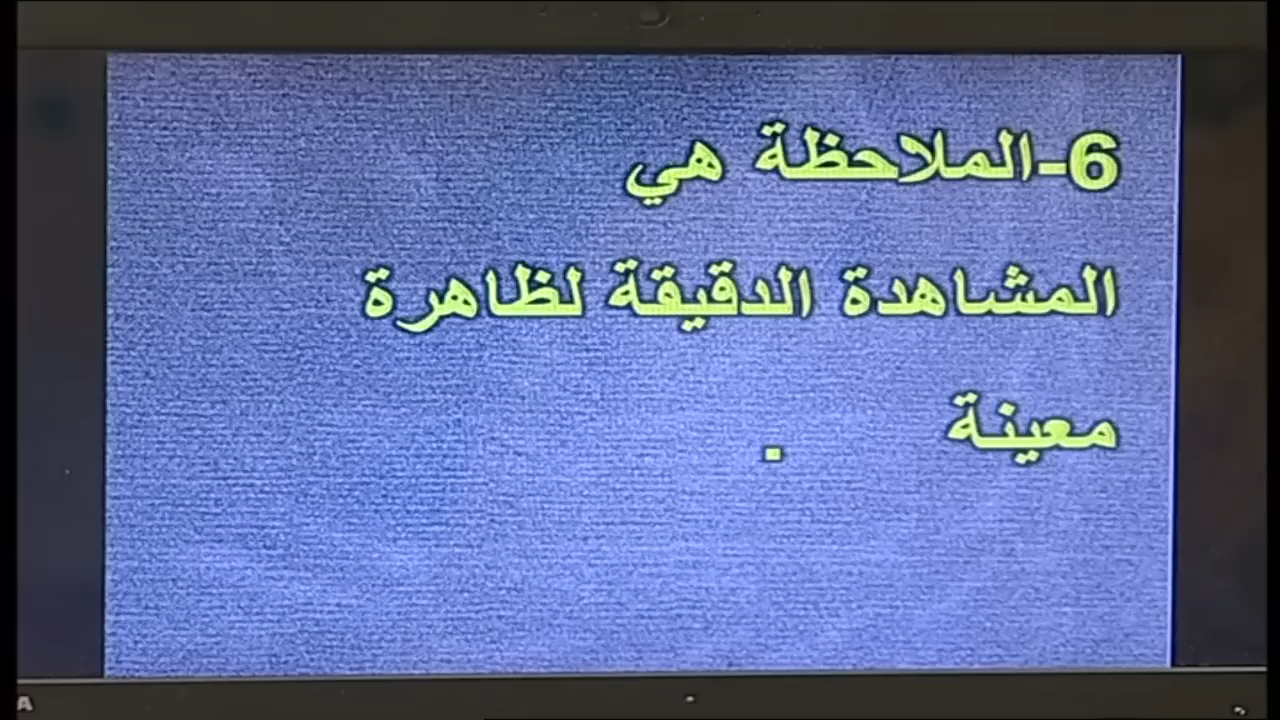 6-الملاحظة هي
المشاهدة الدقيقة لظاهرة
معينة .
A